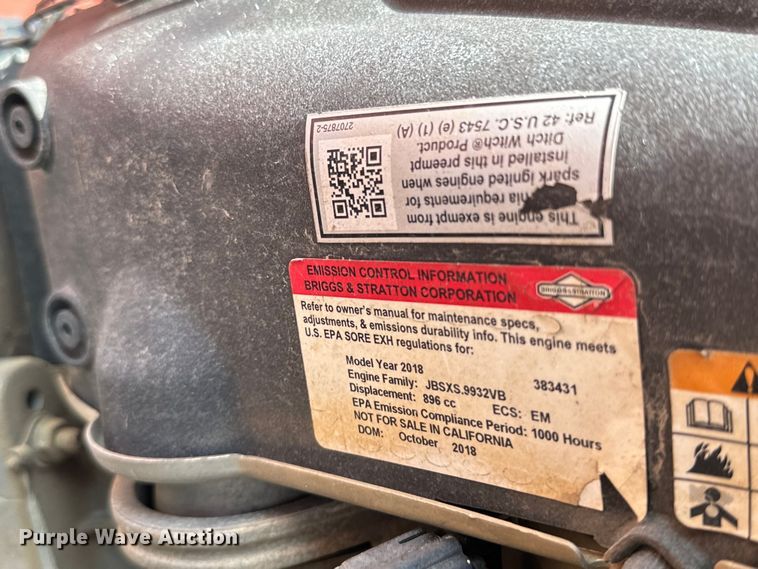 This engine is exempt from
requirements for
spark ignited engines when
installed in this preempt
Ditch Witch® Product.
Ref: 42 U.S.C. 7543 (e) (1) (A)
2707875-2
EMISSION CONTROL INFORMATION
BRIGGS & STRATTON CORPORATION
BRIGGS & STRATTON
Refer to owner's manual for maintenance specs,
adjustments, & emissions durability info. This engine meets
U.S. EPA SORE EXH regulations for:
Model Year 2018
Engine Family: JBSXS.9932VB 383431
Displacement: 896 cc ECS: EM
EPA Emission Compliance Period: 1000 Hours
NOT FOR SALE IN CALIFORNIA
DOM: October 2018
Purple Wave Auction